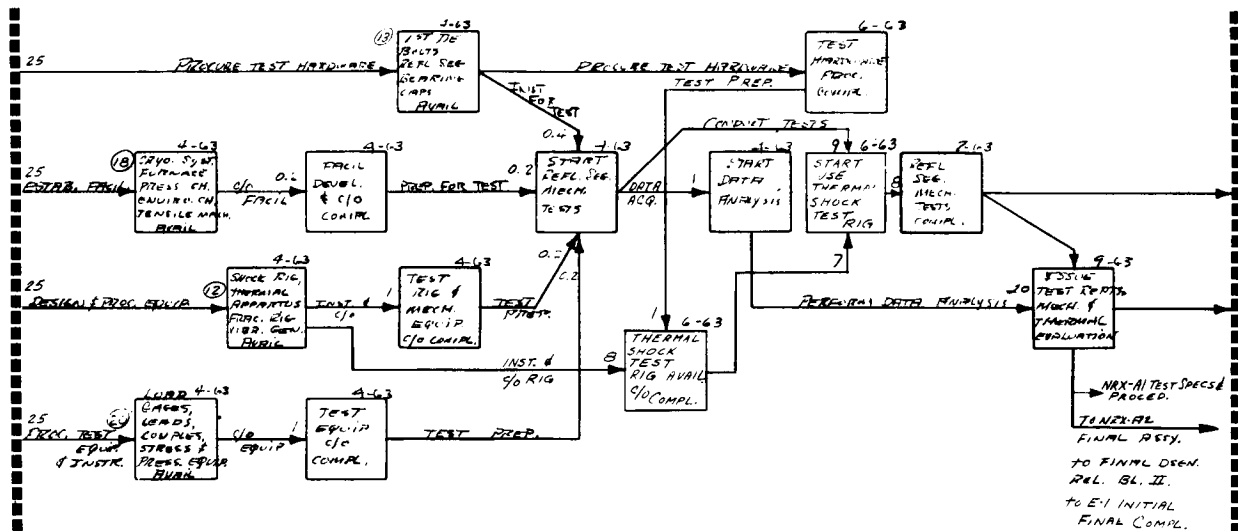 25
PROCURE TEST HARDWARE
13
1-63
1ST TIE
BOLTS
REFL SEG
BEARING
CAPS
AVAIL
PROCURE TEST HARDWARE
TEST PREP.
6-63
TEST
HARDWARE
PROC.
COMPL.
INST
FOR
TEST
0.4
CONDUCT TESTS
25
ESTAB. FACIL
18
4-63
CRYO. SYST.
FURNACE
PRESS CH.
ENVIRO. CH.
TENSILE MACH.
AVAIL
C/O
FACIL
4-63
FACIL
DEVEL.
& C/O
COMPL
PREP FOR TEST
0.2
START
REFL. SEG.
MECH.
TESTS
DATA
ACQ.
1
START
DATA
ANALYSIS
9
6-63
START
USE
THERMAL
SHOCK
TEST
RIG
8
REFL
SEG.
MECH.
TESTS
COMPL.
25
DESIGN & PROC. EQUIP.
12
4-63
SHOCK RIG,
THERMAL
APPARTUS
FRAC. RIG
VIBR. GEN.
AVAIL
INST &
C/O
1
4-63
TEST
RIG &
MECH.
EQUIP
C/O COMPL.
TEST
PREP.
0.2
7
PERFORM DATA ANALYSIS
20
9-63
ISSUE
TEST REPTS.
MECH. &
THERMAL
EVALUATION
INST. &
C/O RIG
8
1
6-63
THERMAL
SHOCK
TEST
RIG AVAIL
C/O COMPL.
25
PROC. TEST
EQUIP.
& INSTR.
20
4-63
LOAD
GAGES,
LEADS,
COUPLES,
STRESS &
PRESS. EQUIP.
AVAIL
C/O
EQUIP
1
4-63
TEST
EQUIP
C/O
COMPL.
TEST PREP.
NRX-A1 TEST SPECS &
PROCED.
TO NRX-A2
FINAL ASSY.
TO FINAL DSGN.
REL. BL. II.
TO E-1 INITIAL
FINAL COMPL.